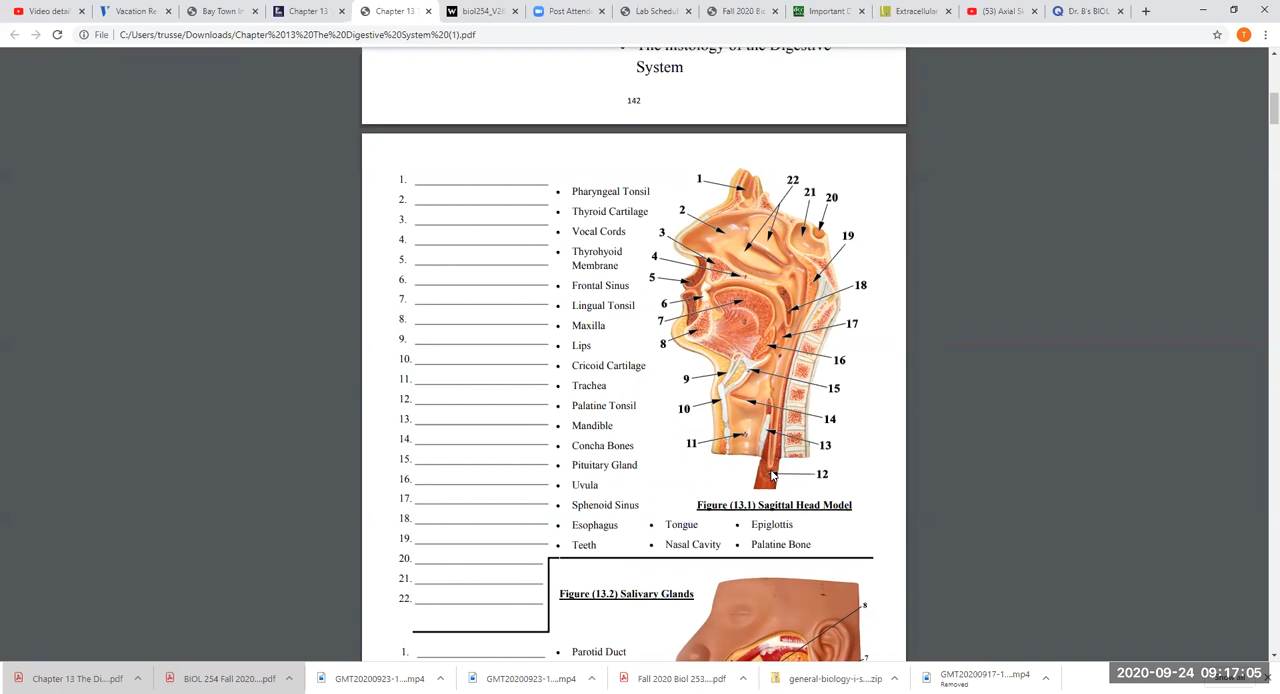 Video detai
Vacation Re
Bay Town In
Chapter 13
Chapter 13
biol254_V2
Post Attend
Lab Schedul
Fall 2020 Bi
Important D
Extracellular
(53) Axial S
Dr. B's BIOL
File
C:/Users/trusse/Downloads/Chapter%2013%20The%20Digestive%20System%20(1).pdf
T
The histology of the Digestive
System
142
1.
2.
3.
4.
5.
6.
7.
8.
9.
10.
11.
12.
13.
14.
15.
16.
17.
18.
19.
20.
21.
22.
• Pharyngeal Tonsil
• Thyroid Cartilage
• Vocal Cords
• Thyrohyoid
Membrane
• Frontal Sinus
• Lingual Tonsil
• Maxilla
• Lips
• Cricoid Cartilage
• Trachea
• Palatine Tonsil
• Mandible
• Concha Bones
• Pituitary Gland
• Uvula
• Sphenoid Sinus
• Esophagus • Tongue • Epiglottis
• Teeth • Nasal Cavity • Palatine Bone
1
2
3
4
5
6
7
8
9
10
11
22
21
20
19
18
17
16
15
14
13
12
Figure (13.1) Sagittal Head Model
Figure (13.2) Salivary Glands
8
7
1. • Parotid Duct
Chapter 13 The Di....pdf
BIOL 254 Fall 2020....pdf
GMT20200923-1....mp4
GMT20200923-1....mp4
Fall 2020 Biol 253....pdf
general-biology-i-s....zip
GMT20200917-1....mp4
Removed
2020-09-24 09:17:05